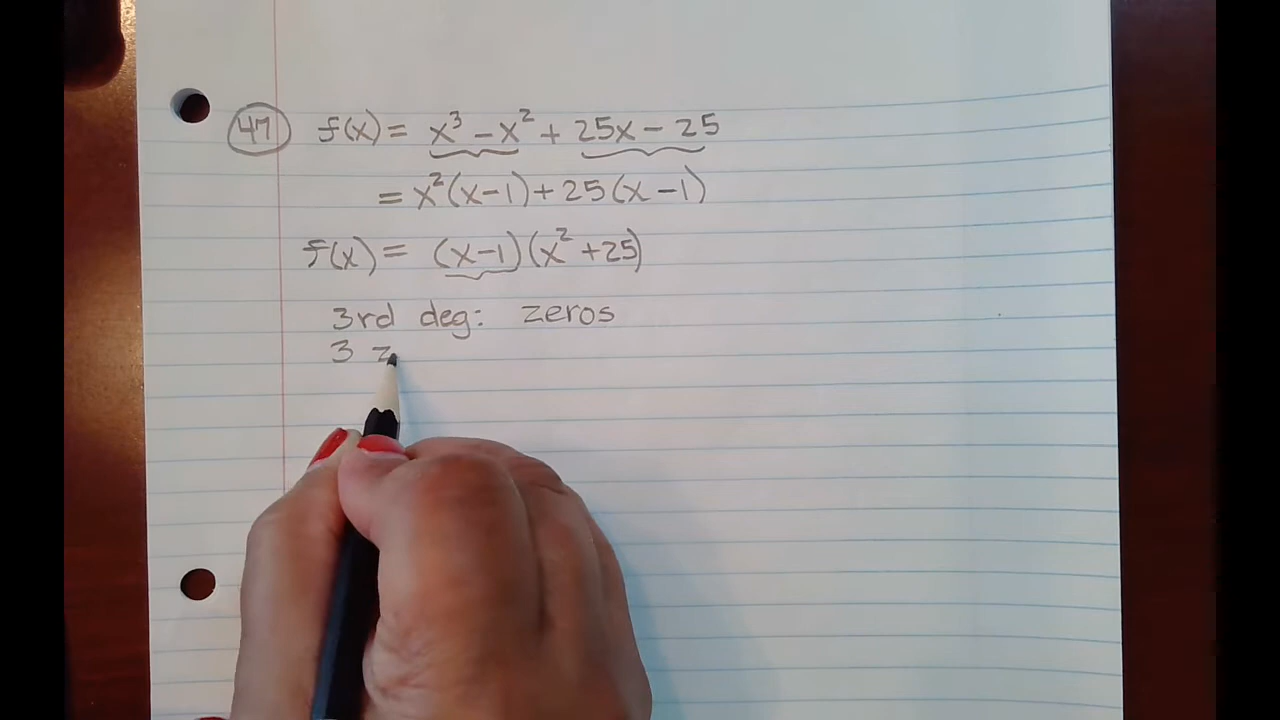 47 f(x) = x³ - x² + 25x - 25
= x²(x-1) + 25(x-1)
f(x) = (x-1)(x² + 25)
3rd deg: zeros
3 z